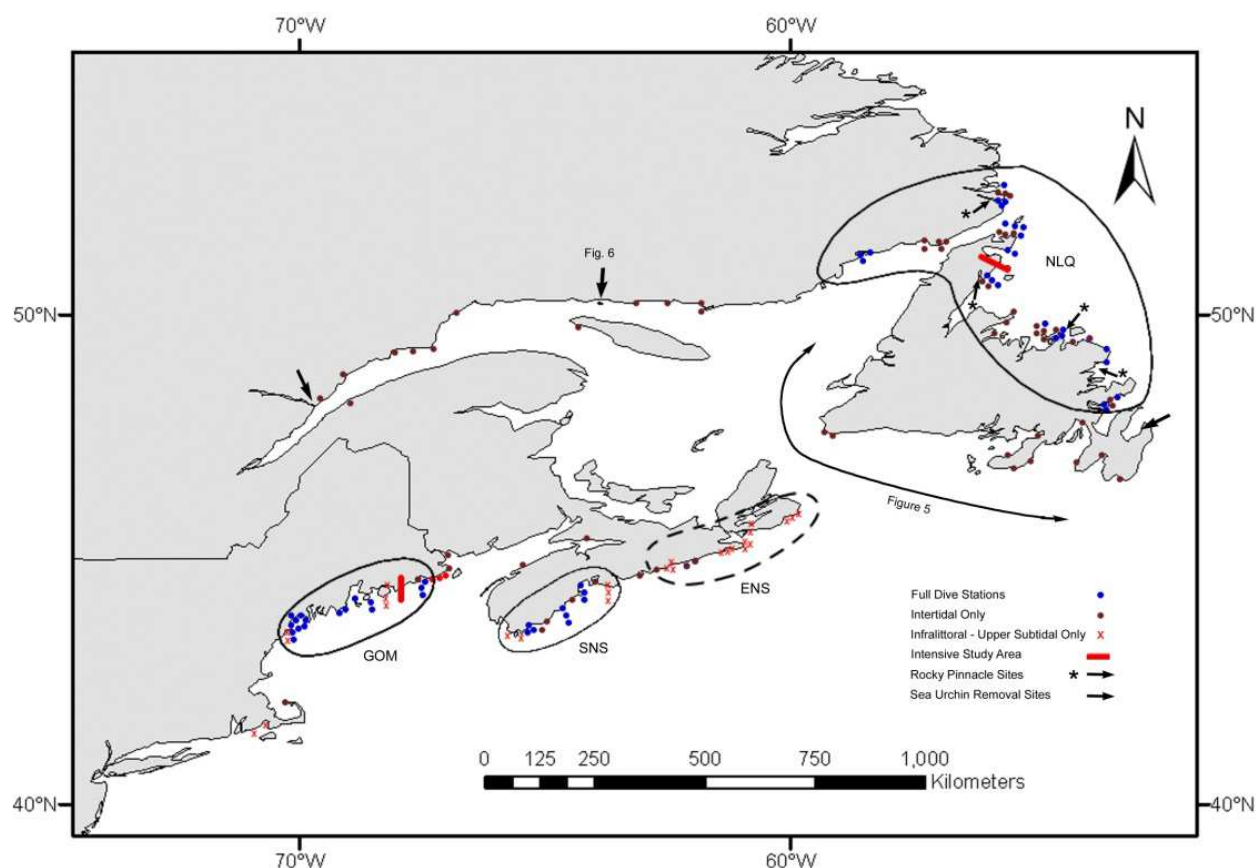 70°W 60°W
N
Fig. 6
NLQ
50°N 50°N
Figure 5
ENS
SNS
GOM
Full Dive Stations
Intertidal Only
Infralittoral - Upper Subtidal Only x
Intensive Study Area
Rocky Pinnacle Sites *
Sea Urchin Removal Sites
0 125 250 500 750 1,000
Kilometers
40°N 40°N
70°W 60°W